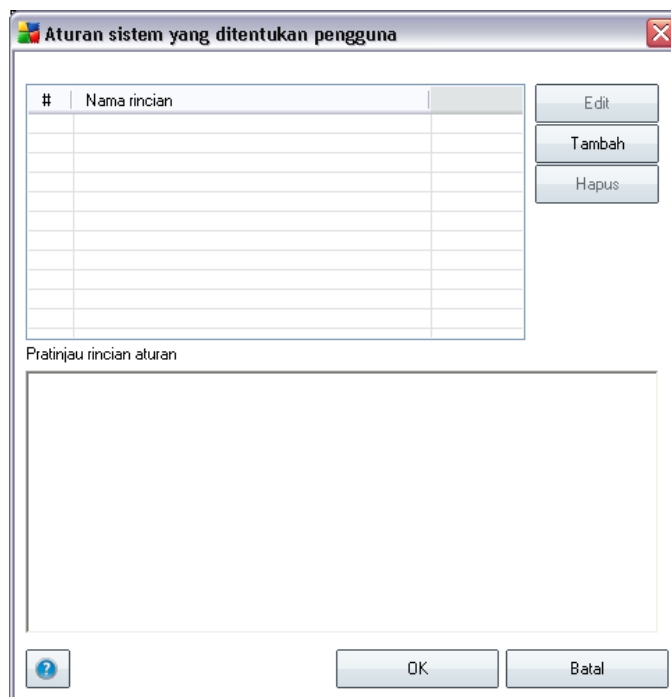 Aturan sistem yang ditentukan pengguna
# Nama rincian
Edit
Tambah
Hapus
Pratinjau rincian aturan
? OK Batal